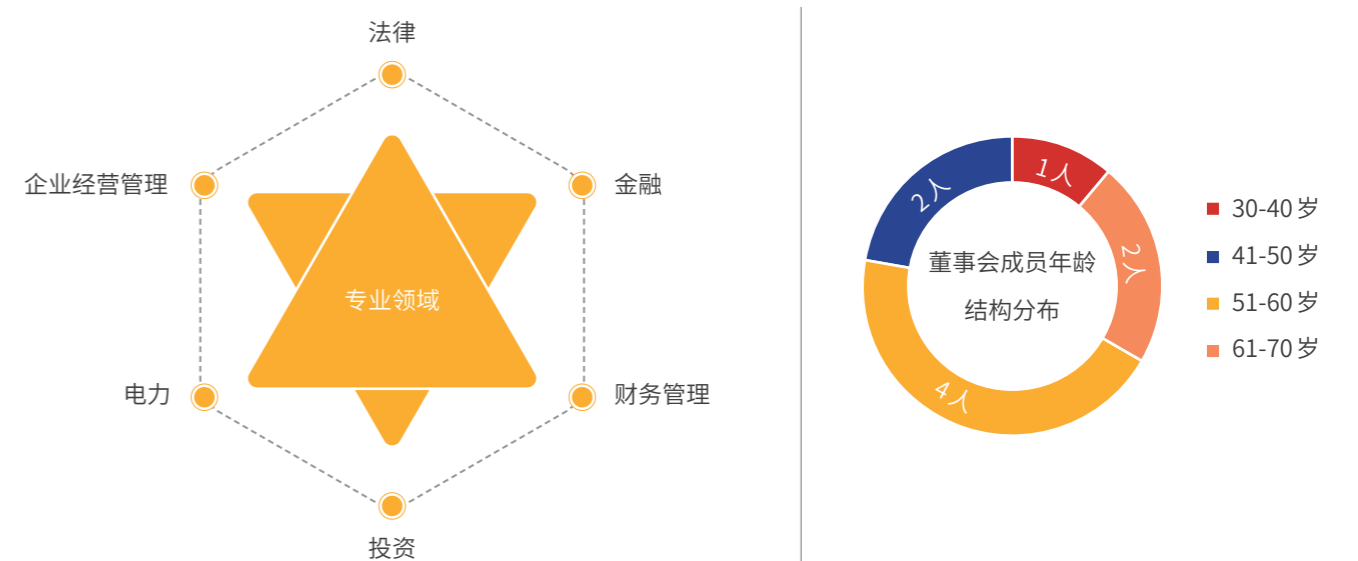 法律
企业经营管理
金融
专业领域
电力
财务管理
投资
1人
2人
2人
4人
董事会成员年龄
结构分布
30-40 岁
41-50 岁
51-60 岁
61-70 岁